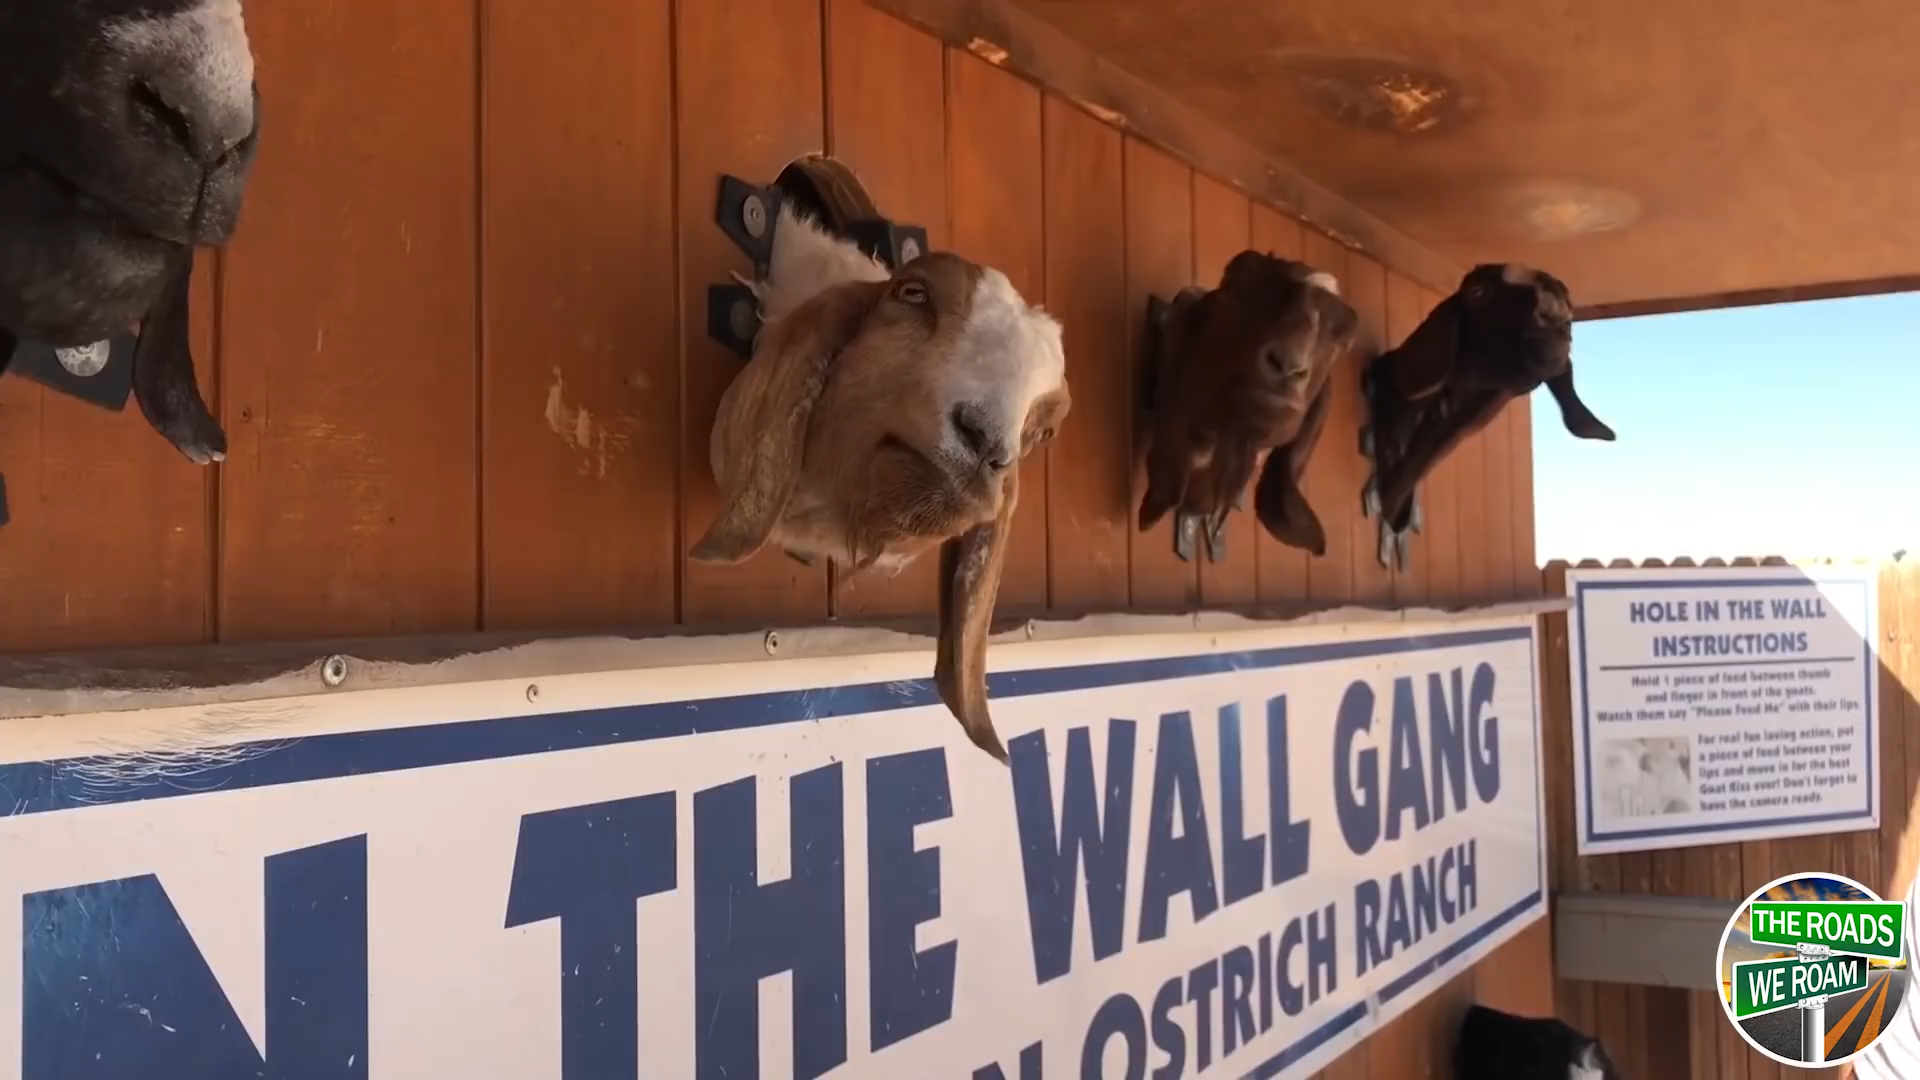 N THE WALL GANG
N OSTRICH RANCH
HOLE IN THE WALL
INSTRUCTIONS
Hold 1 piece of feed between thumb
and finger in front of the goats.
Watch them say "Please Feed Me" with their lips
For real fun loving action, put
a piece of feed between your
lips and move in for the best
Goat Kiss ever! Don't forget to
have the camera ready.
THE ROADS
WE ROAM